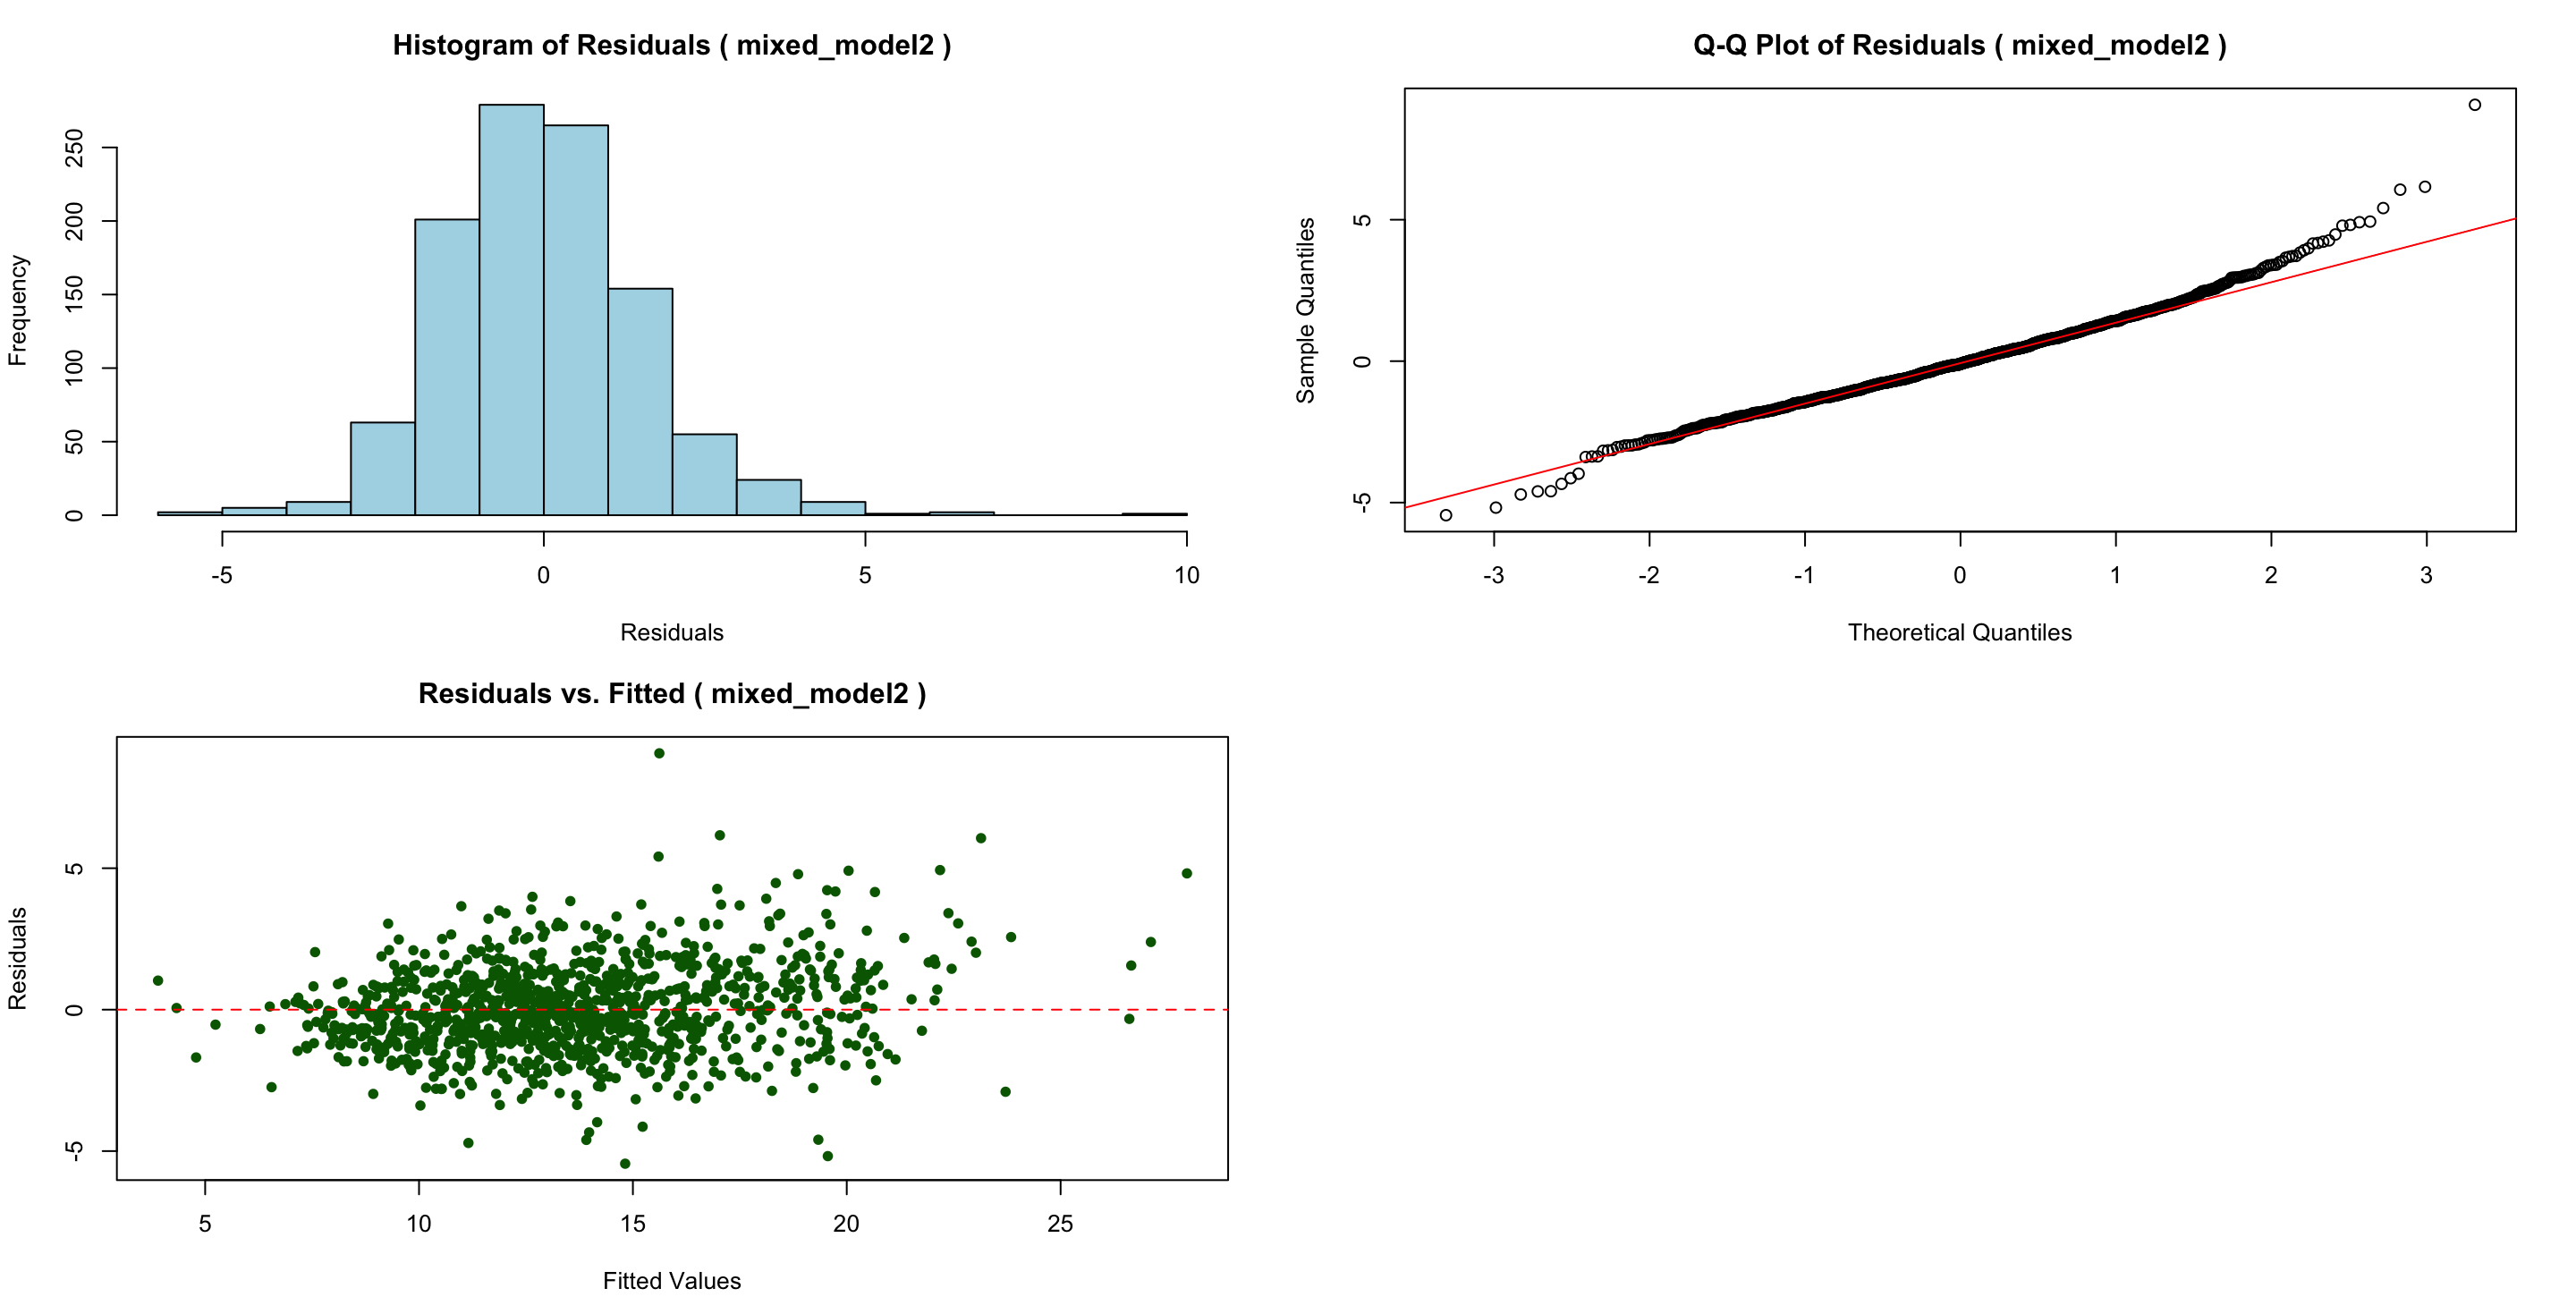 Histogram of Residuals ( mixed_model2 )
Frequency
0 50 100 150 200 250
-5 0 5 10
Residuals
Q-Q Plot of Residuals ( mixed_model2 )
Sample Quantiles
-5 0 5
-3 -2 -1 0 1 2 3
Theoretical Quantiles
Residuals vs. Fitted ( mixed_model2 )
Residuals
-5 0 5
5 10 15 20 25
Fitted Values